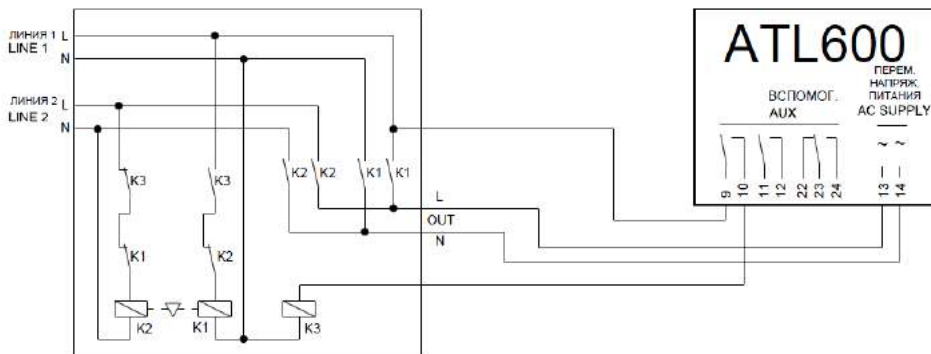 ЛИНИЯ 1 L
LINE 1
N
ЛИНИЯ 2 L
LINE 2
N
K3
K3
K2
K2
K1
K1
K1
K2
K2
K1
K3
L
OUT
N
ATL600
ПЕРЕМ.
НАПРЯЖ.
ПИТАНИЯ
AC SUPPLY
ВСПОМОГ.
AUX
~ ~
9 10 11 12 22 23 24 13 14